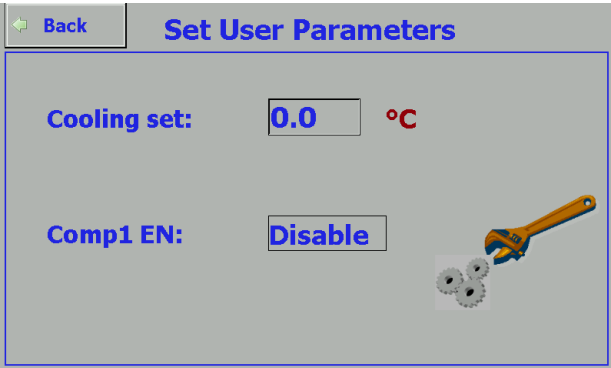 Back
Set User Parameters
Cooling set: 0.0 °C
Comp1 EN: Disable